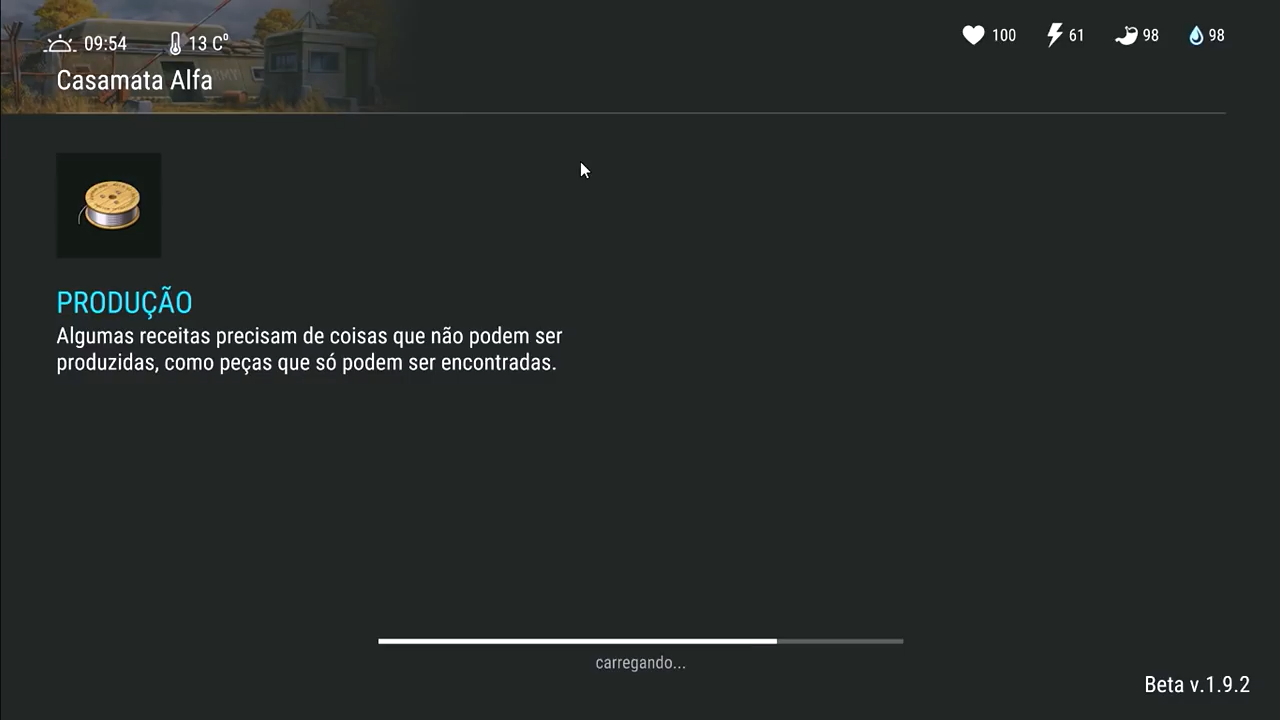 09:54 13 C⁰ 100 61 98 98
Casamata Alfa
PRODUÇÃO
Algumas receitas precisam de coisas que não podem ser
produzidas, como peças que só podem ser encontradas.
carregando...
Beta v.1.9.2